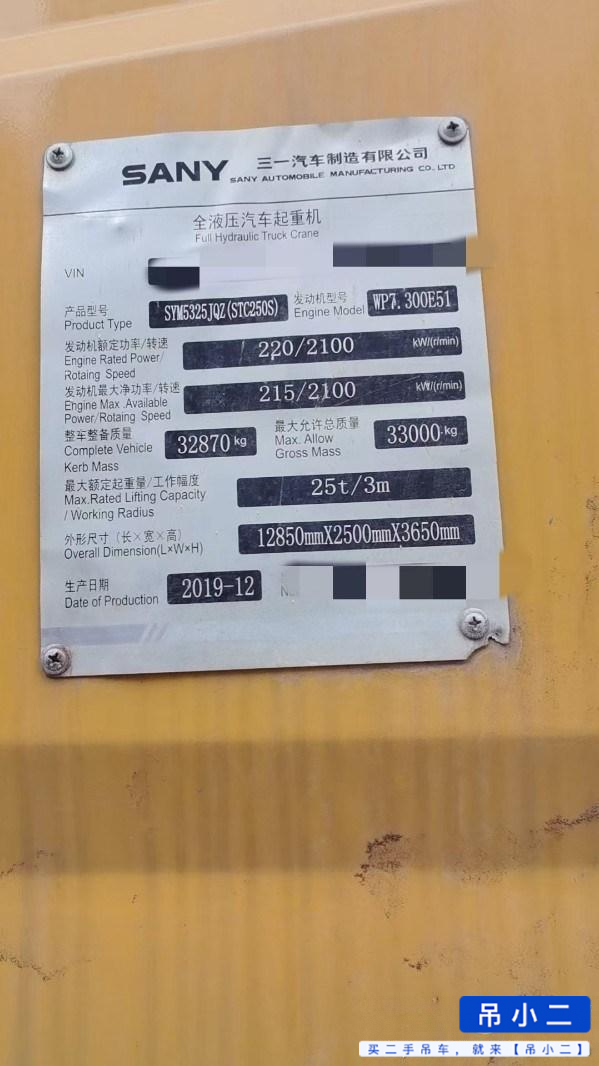 SANY 三一汽车制造有限公司
SANY AUTOMOBILE MANUFACTURING CO., LTD
全液压汽车起重机
Full Hydraulic Truck Crane
VIN
产品型号 SYM5325JQZ(STC250S) 发动机型号 WP7.300E51
Product Type Engine Model
发动机额定功率/转速 220/2100 kW/(r/min)
Engine Rated Power/
Rotaing Speed
发动机最大净功率/转速 215/2100 kW/(r/min)
Engine Max .Available
Power/Rotaing Speed
整车整备质量 32870 kg 最大允许总质量 33000 kg
Complete Vehicle Max. Allow
Kerb Mass Gross Mass
最大额定起重量/工作幅度 25t/3m
Max.Rated Lifting Capacity
/ Working Radius
外形尺寸（长×宽×高） 12850mmX2500mmX3650mm
Overall Dimension(L×W×H)
生产日期 2019-12
Date of Production
吊小二
买二手吊车，就来【吊小二】